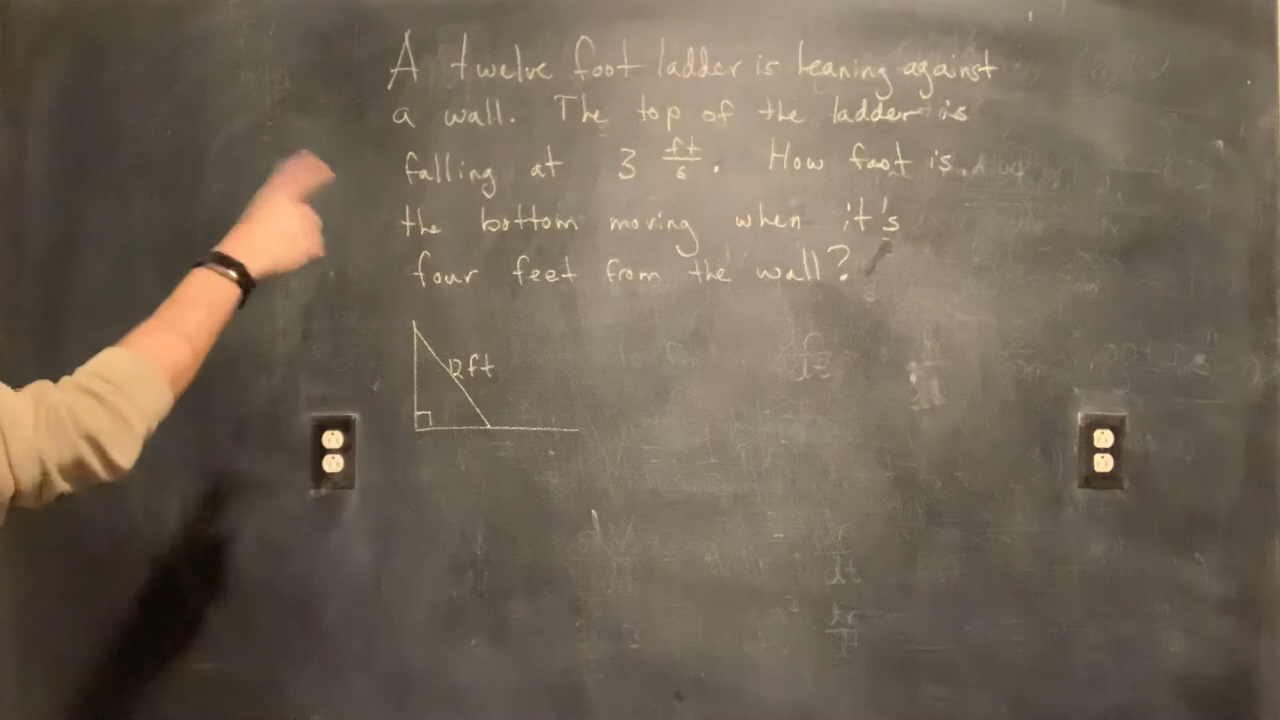 A twelve foot ladder is leaning against
a wall. The top of the ladder is
falling at 3 ft/s. How fast is
the bottom moving when it's
four feet from the wall?
12ft